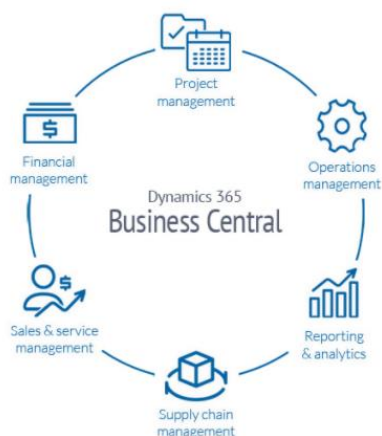 Project
management
Financial
management
Operations
management
Dynamics 365
Business Central
Sales & service
management
Reporting
& analytics
Supply chain
management